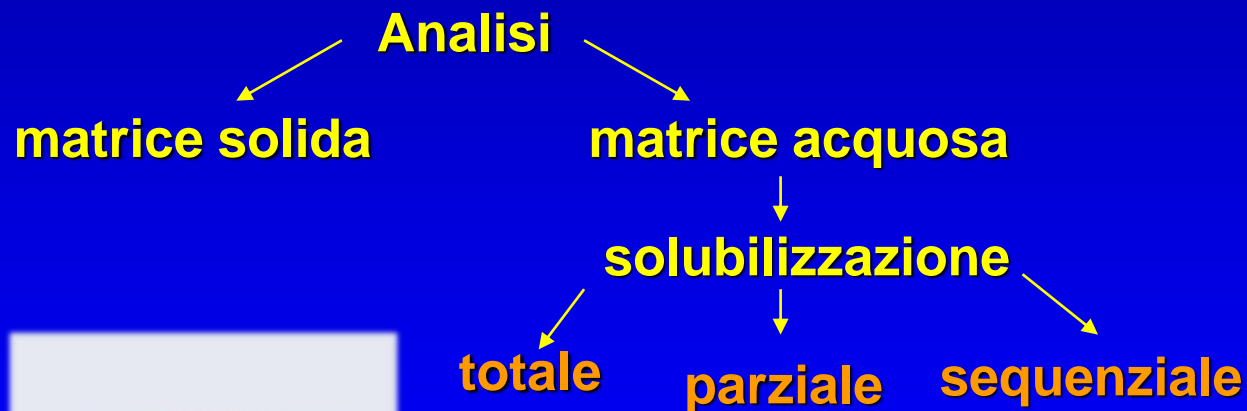 Analisi
matrice solida matrice acquosa
solubilizzazione
totale parziale sequenziale